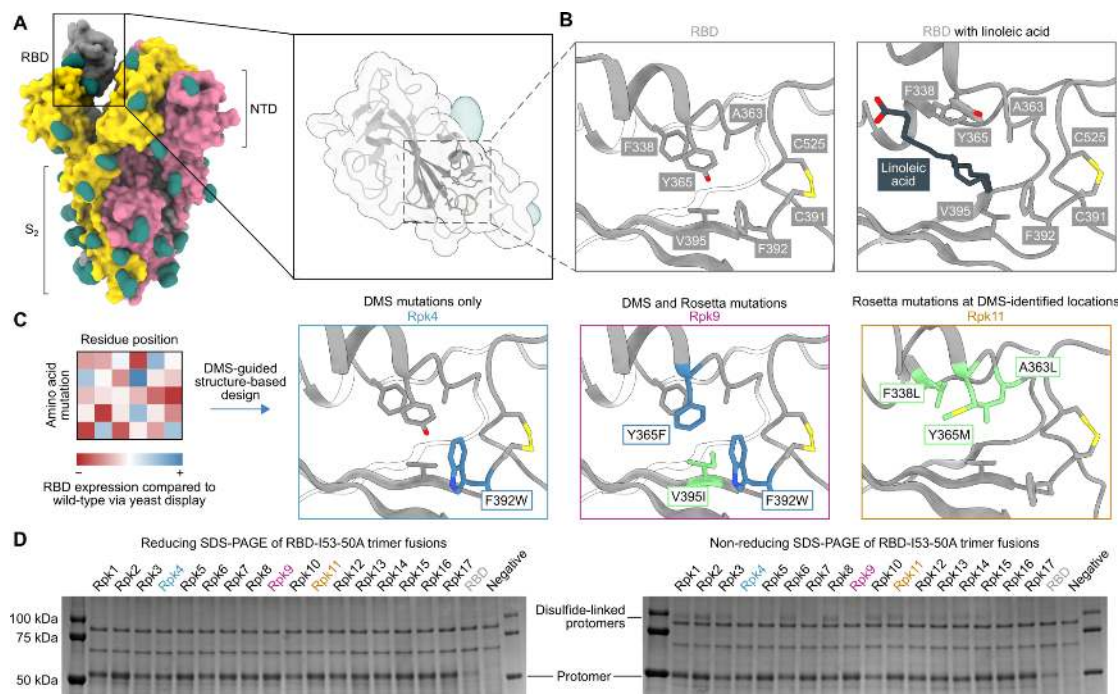 A
RBD
NTD
S2
B
RBD
F338
A363
Y365
C525
V395
F392
C391
RBD with linoleic acid
F338
A363
Y365
C525
Linoleic
acid
V395
C391
F392
C
Residue position
Amino acid
mutation
DMS-guided
structure-based
design
− +
RBD expression compared to
wild-type via yeast display
DMS mutations only
Rpk4
F392W
DMS and Rosetta mutations
Rpk9
Y365F
V395I
F392W
Rosetta mutations at DMS-identified locations
Rpk11
A363L
F338L
Y365M
D
Reducing SDS-PAGE of RBD-I53-50A trimer fusions
Rpk1 Rpk2 Rpk3 Rpk4 Rpk5 Rpk6 Rpk7 Rpk8 Rpk9 Rpk10 Rpk11 Rpk12 Rpk13 Rpk14 Rpk15 Rpk16 Rpk17 RBD Negative
100 kDa
75 kDa
50 kDa
Disulfide-linked
protomers
Protomer
Non-reducing SDS-PAGE of RBD-I53-50A trimer fusions
Rpk1 Rpk2 Rpk3 Rpk4 Rpk5 Rpk6 Rpk7 Rpk8 Rpk9 Rpk10 Rpk11 Rpk12 Rpk13 Rpk14 Rpk15 Rpk16 Rpk17 RBD Negative